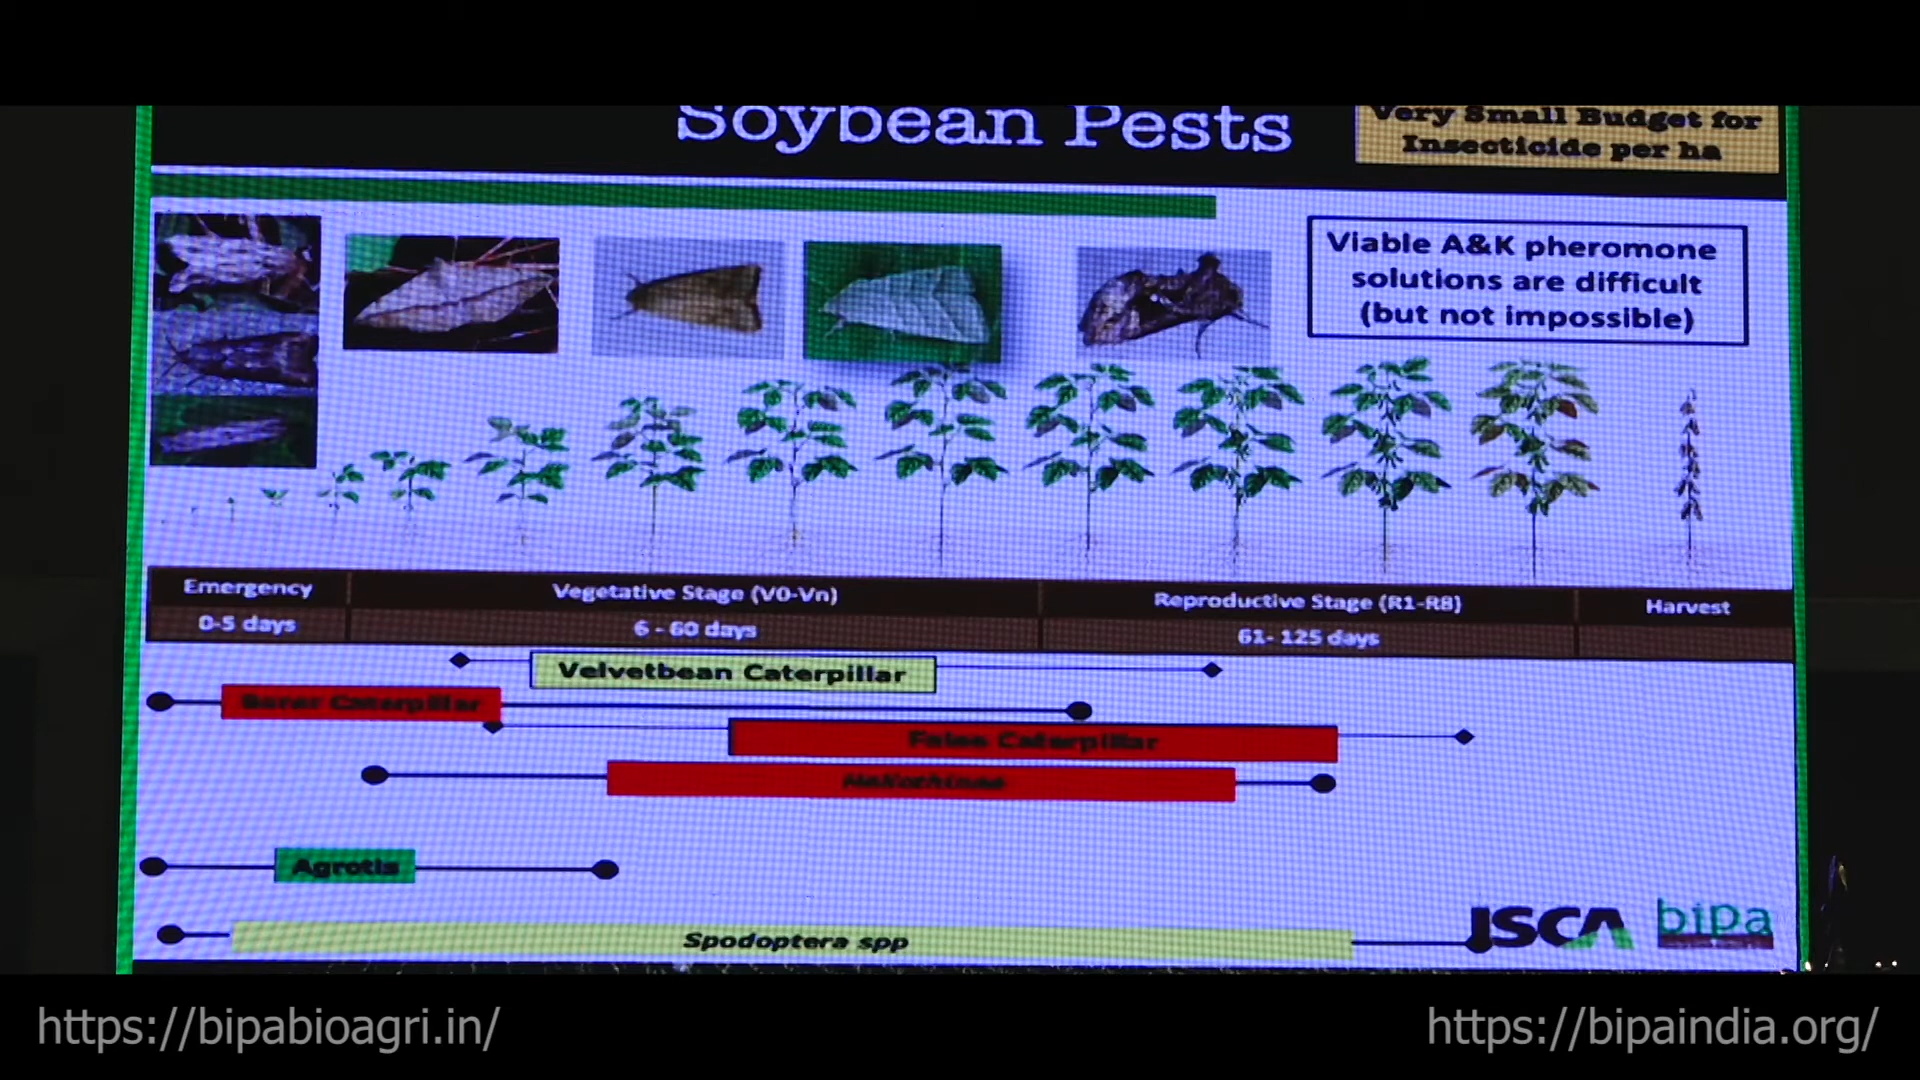 Soybean Pests
Very Small Budget for
Insecticide per ha
Viable A&K pheromone
solutions are difficult
(but not impossible)
Emergency
Vegetative Stage (V0-Vn)
Reproductive Stage (R1-R8)
Harvest
0-5 days
6 - 60 days
61- 125 days
Velvetbean Caterpillar
Borer Caterpillar
False Caterpillar
Heliothinae
Agrotis
Spodoptera spp
ISCA
bipa
https://bipabioagri.in/
https://bipaindia.org/